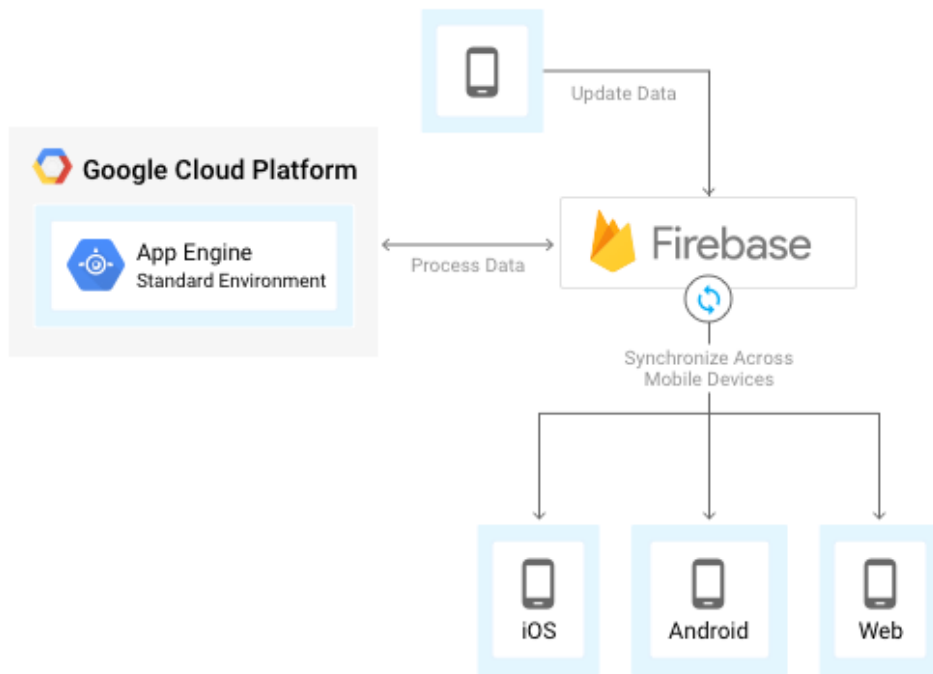 Update Data
Google Cloud Platform
App Engine
Standard Environment
Process Data
Firebase
Synchronize Across
Mobile Devices
iOS
Android
Web